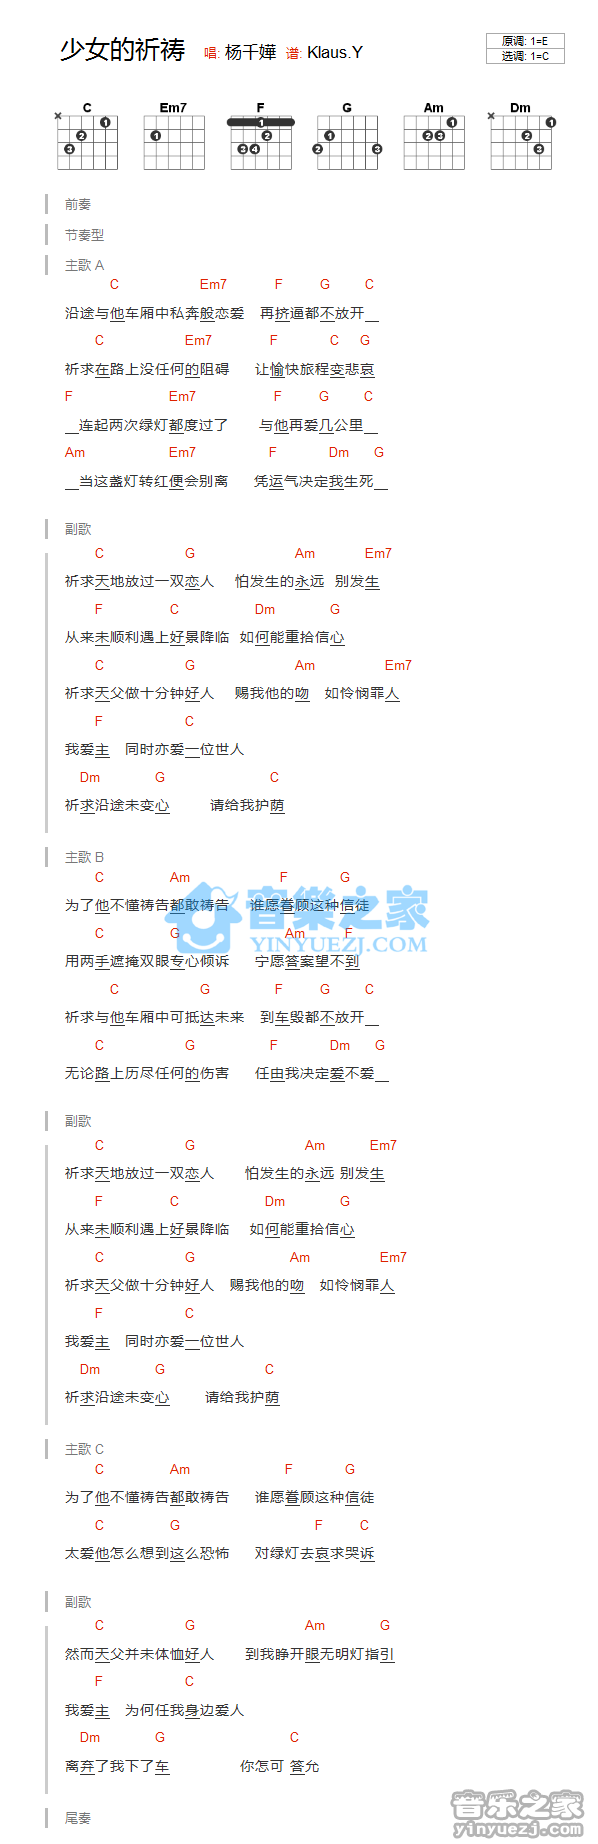 少女的祈祷 唱: 杨千嬅 谱: Klaus.Y
原调: 1=E
选调: 1=C
C Em7 F G Am Dm
前奏
节奏型
主歌 A
C Em7 F G C
沿途与他车厢中私奔般恋爱 再挤逼都不放开
C Em7 F C G
祈求在路上没任何的阻碍 让愉快旅程变悲哀
F Em7 F G C
连起两次绿灯都度过了 与他再爱几公里
Am Em7 F Dm G
当这盏灯转红便会别离 凭运气决定我生死
副歌
C G Am Em7
祈求天地放过一双恋人 怕发生的永远 别发生
F C Dm G
从来未顺利遇上好景降临 如何能重拾信心
C G Am Em7
祈求天父做十分钟好人 赐我他的吻 如怜悯罪人
F C
我爱主 同时亦爱一位世人
Dm G C
祈求沿途未变心 请给我护荫
主歌 B
C Am F G
为了他不懂祷告都敢祷告 谁愿眷顾这种信徒
C G Am F
用两手遮掩双眼专心倾诉 宁愿答案望不到
C G F G C
祈求与他车厢中可抵达未来 到车毁都不放开
C G F Dm G
无论路上历尽任何的伤害 任由我决定爱不爱
副歌
C G Am Em7
祈求天地放过一双恋人 怕发生的永远 别发生
F C Dm G
从来未顺利遇上好景降临 如何能重拾信心
C G Am Em7
祈求天父做十分钟好人 赐我他的吻 如怜悯罪人
F C
我爱主 同时亦爱一位世人
Dm G C
祈求沿途未变心 请给我护荫
主歌 C
C Am F G
为了他不懂祷告都敢祷告 谁愿眷顾这种信徒
C G F C
太爱他怎么想到这么恐怖 对绿灯去哀求哭诉
副歌
C G Am G
然而天父并未体恤好人 到我睁开眼无明灯指引
F C
我爱主 为何任我身边爱人
Dm G C
离弃了我下了车 你怎可 答允
尾奏
音樂之家
YINYUEZJ.COM
音乐之家
yinyuezj.com